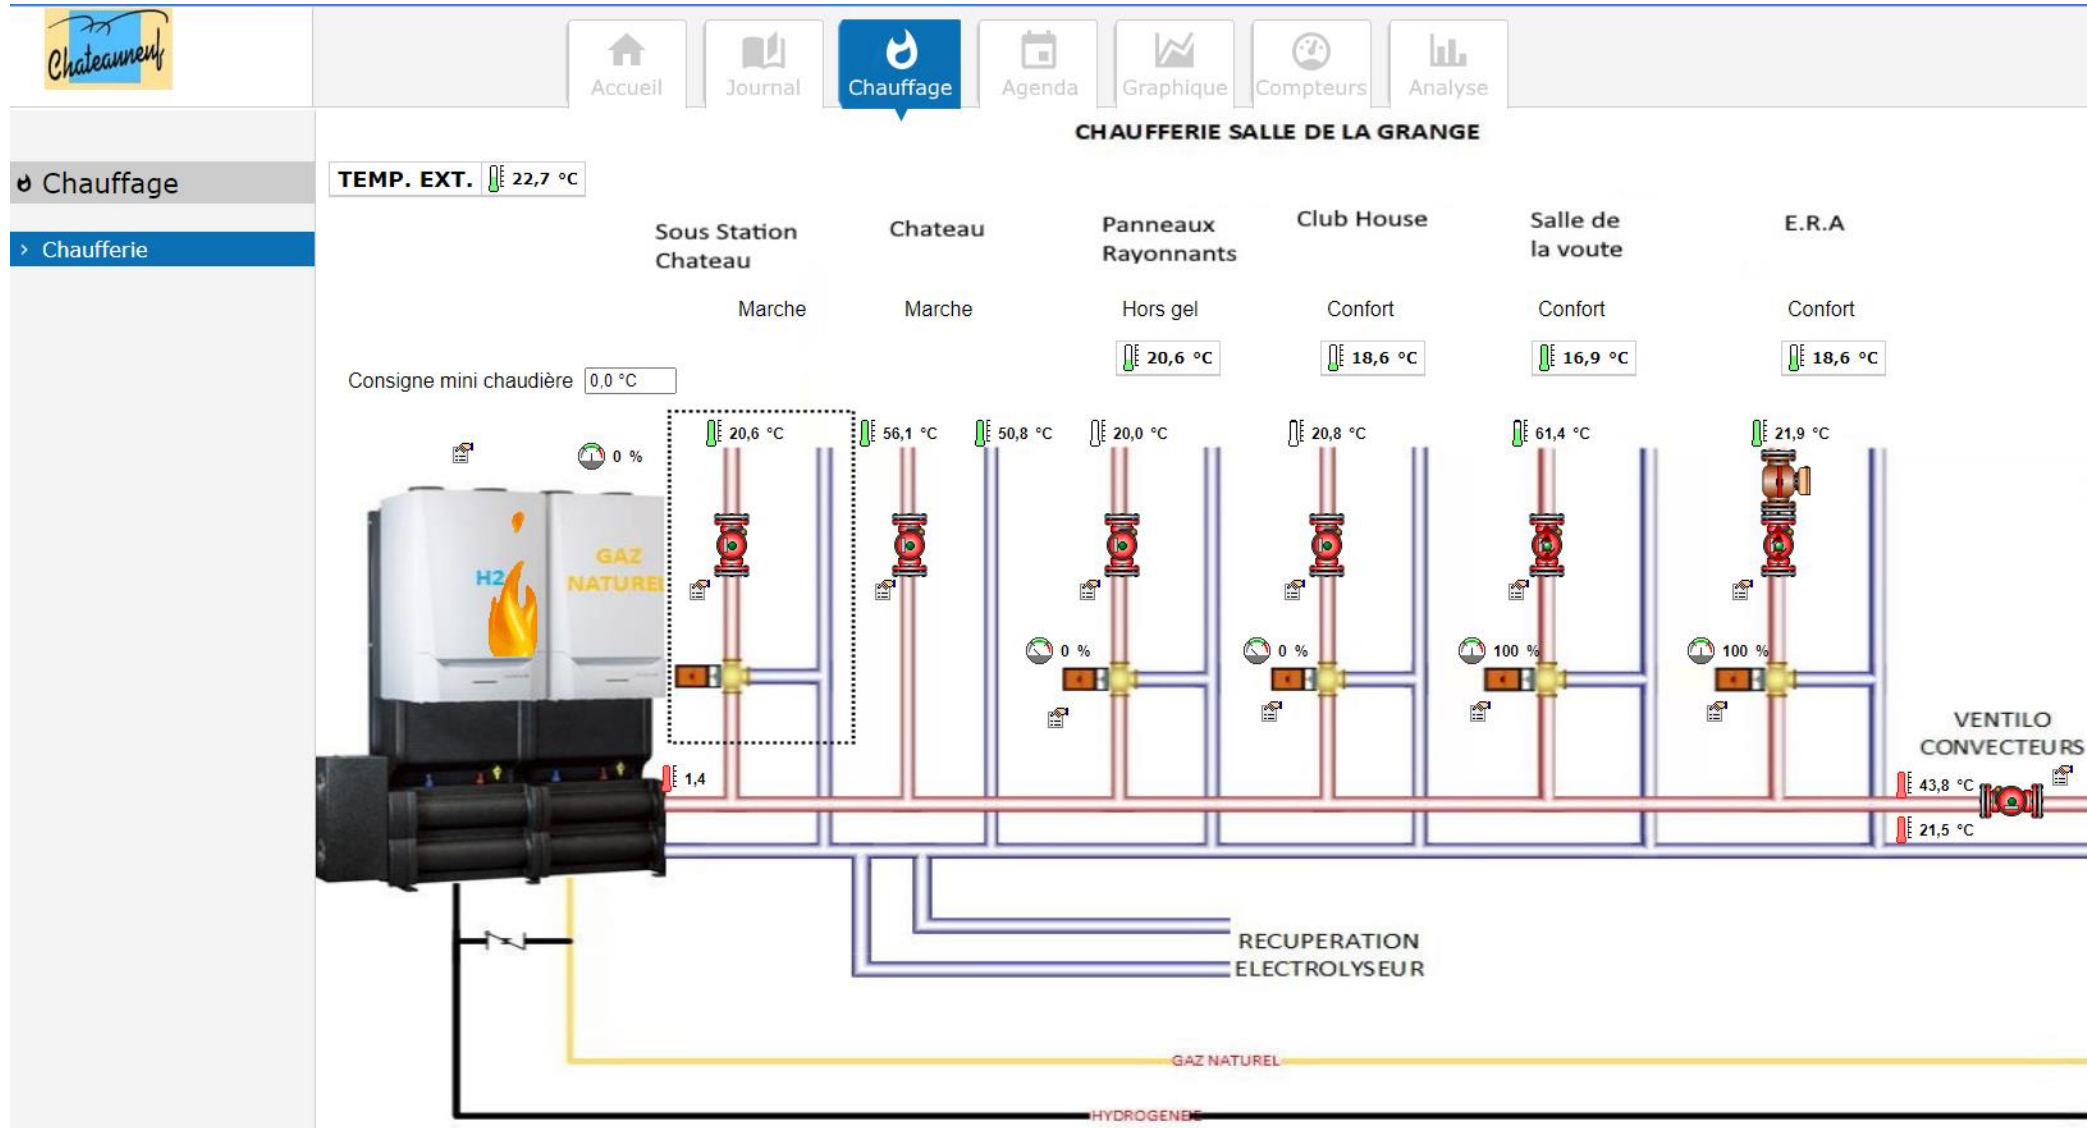 Chateauneuf
Accueil
Journal
Chauffage
Agenda
Graphique
Compteurs
Analyse
CHAUFFERIE SALLE DE LA GRANGE
Chauffage
Chaufferie
TEMP. EXT. 22,7 °C
Sous Station
Chateau
Marche
Chateau
Marche
Panneaux
Rayonnants
Hors gel
20,6 °C
Club House
Confort
18,6 °C
Salle de
la voute
Confort
16,9 °C
E.R.A
Confort
18,6 °C
Consigne mini chaudière 0,0 °C
0 %
20,6 °C
56,1 °C
50,8 °C
20,0 °C
20,8 °C
61,4 °C
21,9 °C
H2
GAZ
NATUREL
0 %
0 %
100 %
100 %
VENTILO
CONVECTEURS
1,4
43,8 °C
21,5 °C
RECUPERATION
ELECTROLYSEUR
GAZ NATUREL
HYDROGENE